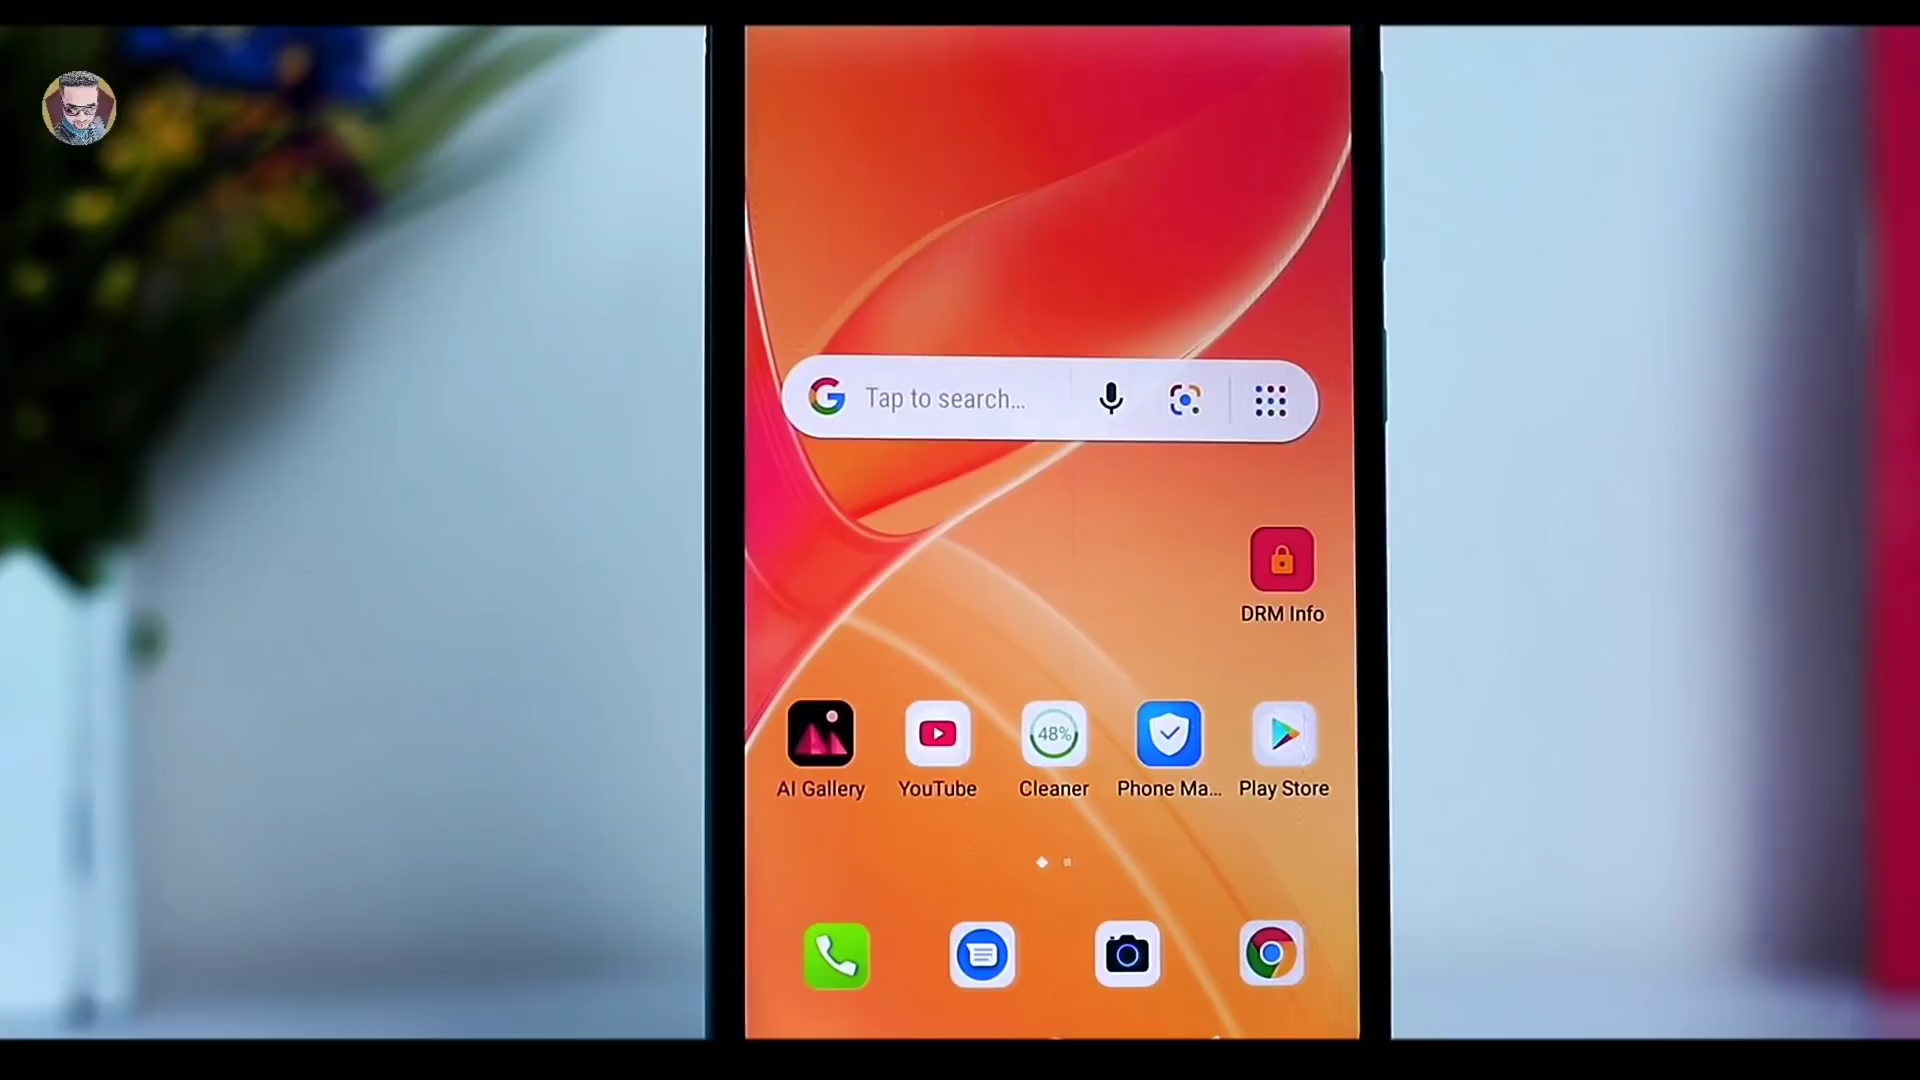 Tap to search...
DRM Info
AI Gallery
YouTube
48%
Cleaner
Phone Ma...
Play Store